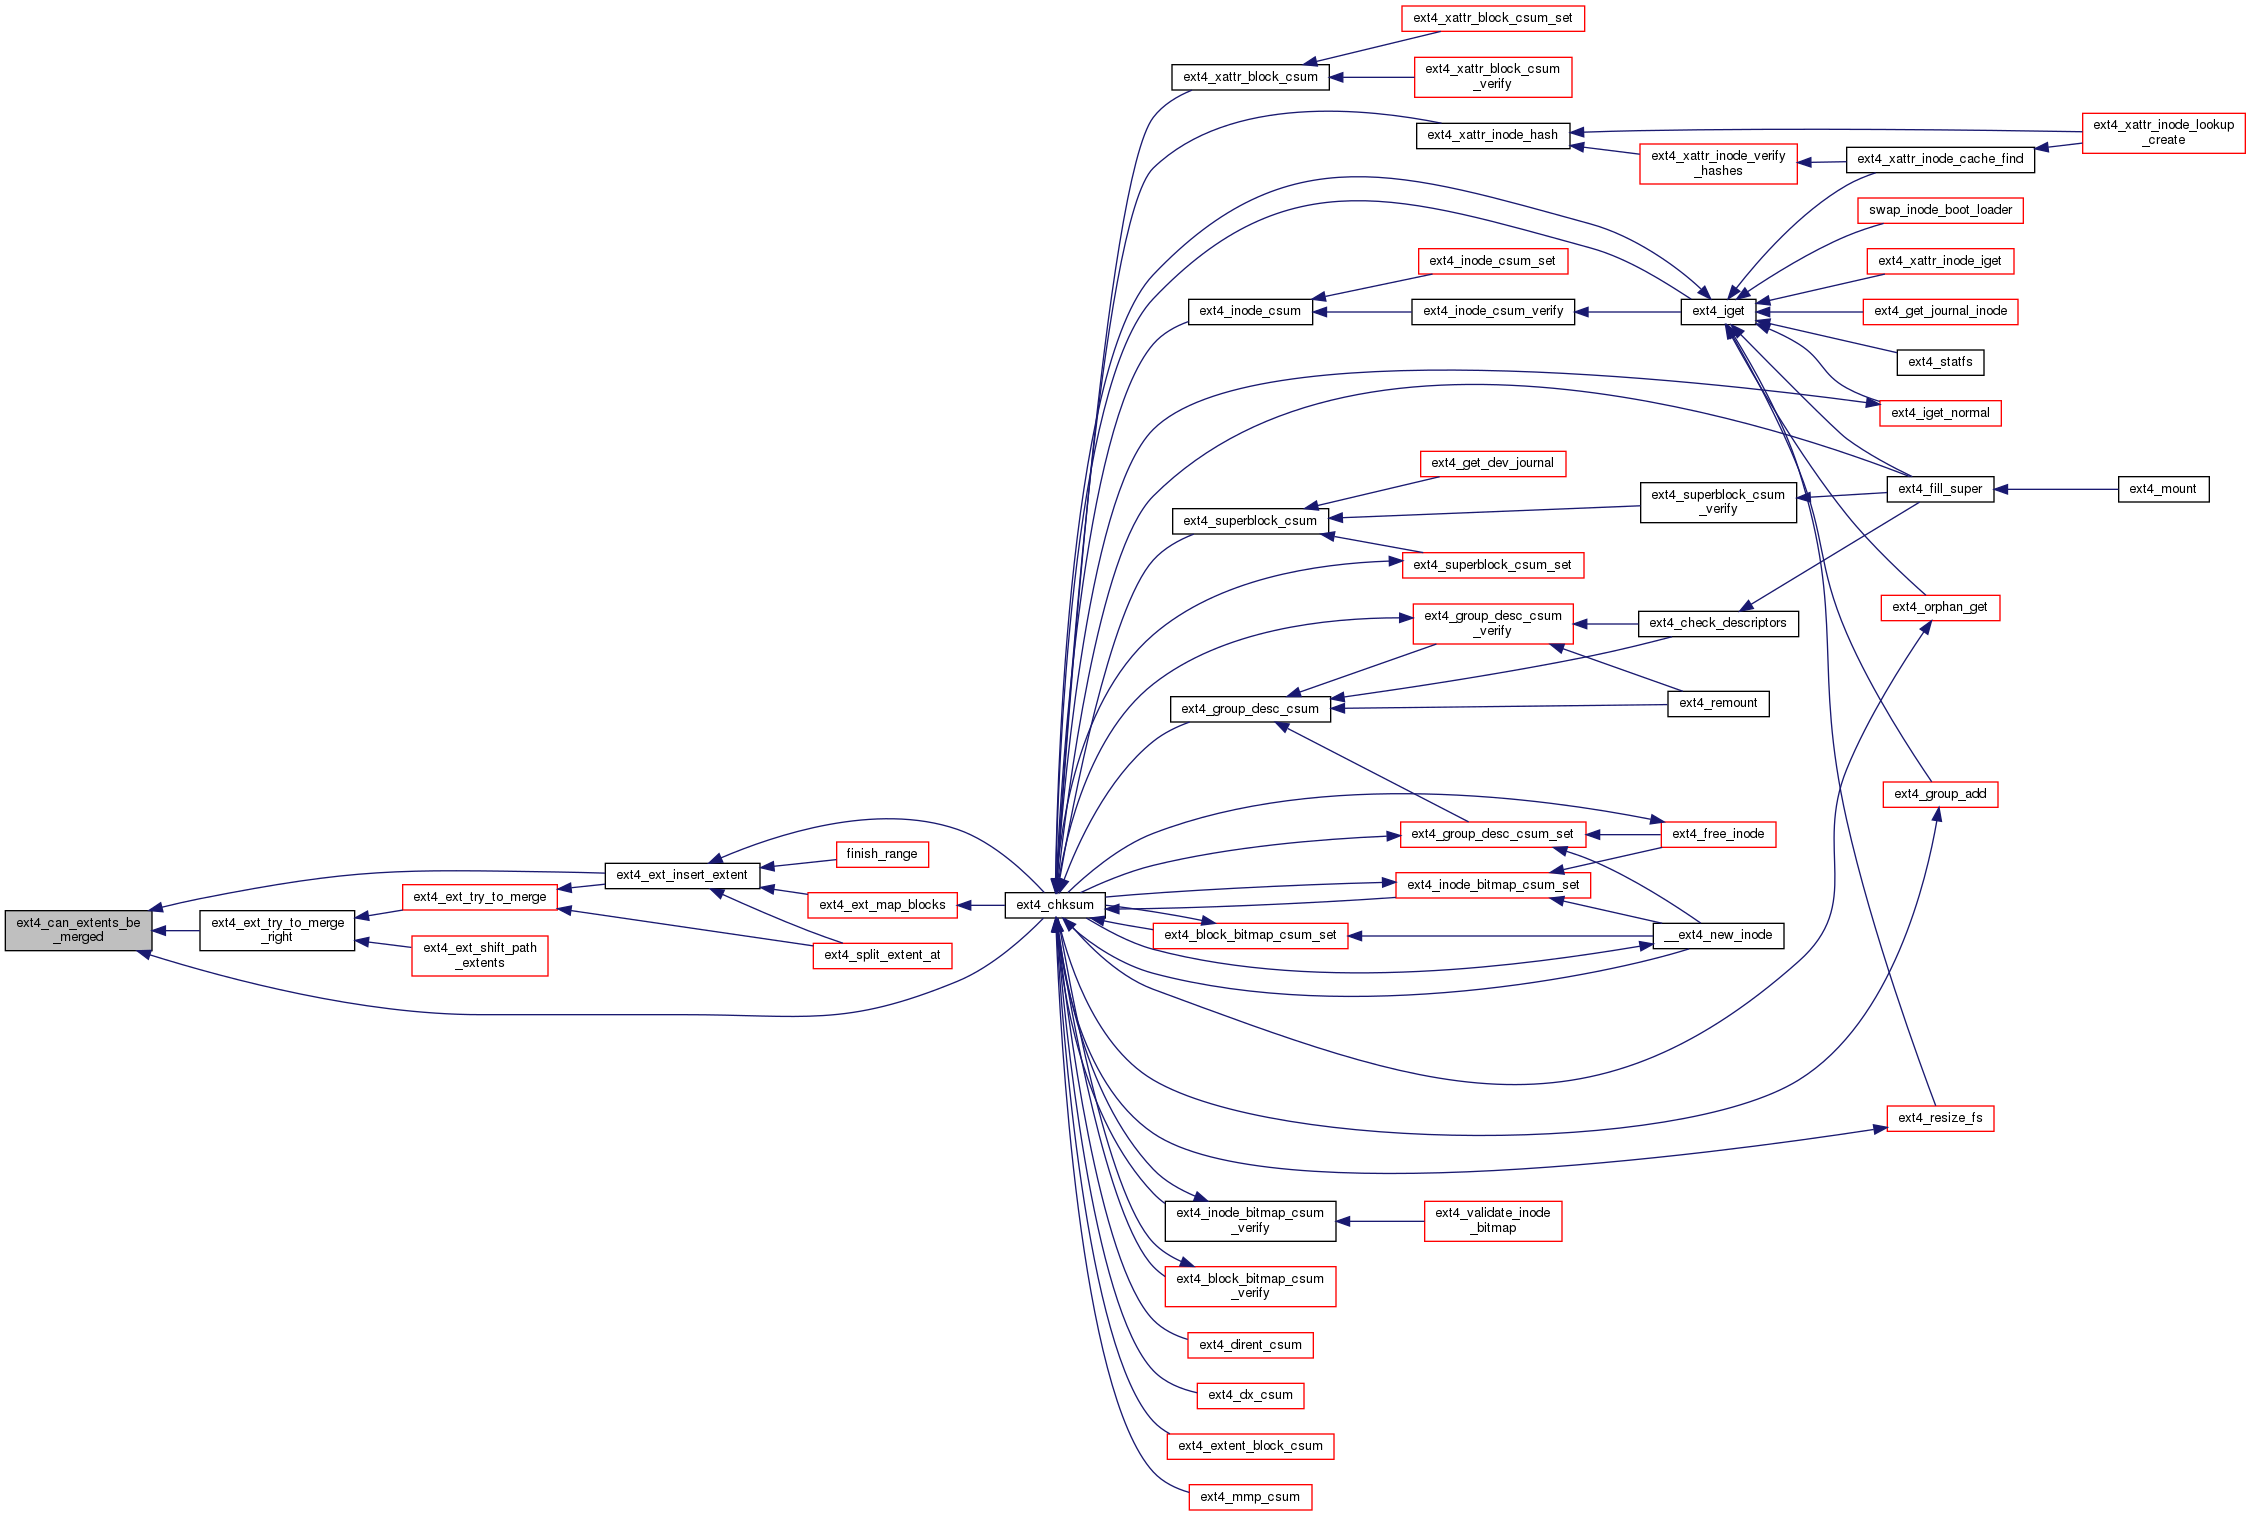 ext4_xattr_block_csum_set
ext4_xattr_block_csum
ext4_xattr_block_csum
_verify
ext4_xattr_inode_hash
ext4_xattr_inode_lookup
_create
ext4_xattr_inode_verify
_hashes
ext4_xattr_inode_cache_find
swap_inode_boot_loader
ext4_inode_csum_set
ext4_xattr_inode_iget
ext4_inode_csum
ext4_inode_csum_verify
ext4_iget
ext4_get_journal_inode
ext4_statfs
ext4_iget_normal
ext4_get_dev_journal
ext4_superblock_csum
ext4_superblock_csum
_verify
ext4_fill_super
ext4_mount
ext4_superblock_csum_set
ext4_group_desc_csum
_verify
ext4_check_descriptors
ext4_orphan_get
ext4_group_desc_csum
ext4_remount
ext4_group_add
ext4_group_desc_csum_set
ext4_free_inode
finish_range
ext4_ext_insert_extent
ext4_inode_bitmap_csum_set
ext4_ext_try_to_merge
ext4_ext_map_blocks
ext4_chksum
ext4_can_extents_be
_merged
ext4_ext_try_to_merge
_right
ext4_block_bitmap_csum_set
__ext4_new_inode
ext4_ext_shift_path
_extents
ext4_split_extent_at
ext4_resize_fs
ext4_inode_bitmap_csum
_verify
ext4_validate_inode
_bitmap
ext4_block_bitmap_csum
_verify
ext4_dirent_csum
ext4_dx_csum
ext4_extent_block_csum
ext4_mmp_csum